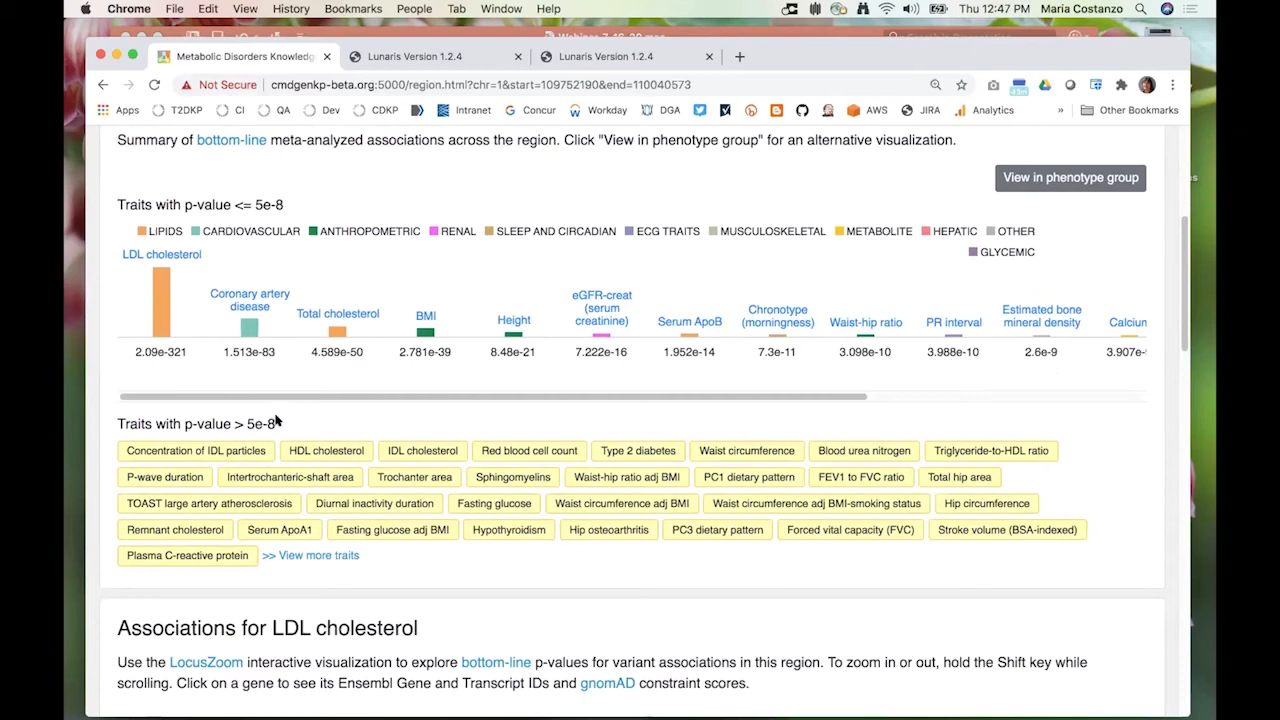 Chrome File Edit View History Bookmarks People Tab Window Help Thu 12:47 PM Maria Costanzo
Metabolic Disorders Knowledg Lunaris Version 1.2.4 Lunaris Version 1.2.4
Not Secure cmdgenkp-beta.org:5000/region.html?chr=1&start=109752190&end=110040573
Apps T2DKP CI QA Dev CDKP Intranet Concur Workday DGA AWS JIRA Analytics » Other Bookmarks
Summary of bottom-line meta-analyzed associations across the region. Click "View in phenotype group" for an alternative visualization.
View in phenotype group
Traits with p-value <= 5e-8
LIPIDS CARDIOVASCULAR ANTHROPOMETRIC RENAL SLEEP AND CIRCADIAN ECG TRAITS MUSCULOSKELETAL METABOLITE HEPATIC OTHER
GLYCEMIC
LDL cholesterol
Coronary artery
disease
Total cholesterol
BMI
Height
eGFR-creat
(serum
creatinine)
Serum ApoB
Chronotype
(morningness)
Waist-hip ratio
PR interval
Estimated bone
mineral density
Calciun
2.09e-321 1.513e-83 4.589e-50 2.781e-39 8.48e-21 7.222e-16 1.952e-14 7.3e-11 3.098e-10 3.988e-10 2.6e-9 3.907e-
Traits with p-value > 5e-8
Concentration of IDL particles HDL cholesterol IDL cholesterol Red blood cell count Type 2 diabetes Waist circumference Blood urea nitrogen Triglyceride-to-HDL ratio
P-wave duration Intertrochanteric-shaft area Trochanter area Sphingomyelins Waist-hip ratio adj BMI PC1 dietary pattern FEV1 to FVC ratio Total hip area
TOAST large artery atherosclerosis Diurnal inactivity duration Fasting glucose Waist circumference adj BMI Waist circumference adj BMI-smoking status Hip circumference
Remnant cholesterol Serum ApoA1 Fasting glucose adj BMI Hypothyroidism Hip osteoarthritis PC3 dietary pattern Forced vital capacity (FVC) Stroke volume (BSA-indexed)
Plasma C-reactive protein >> View more traits
Associations for LDL cholesterol
Use the LocusZoom interactive visualization to explore bottom-line p-values for variant associations in this region. To zoom in or out, hold the Shift key while
scrolling. Click on a gene to see its Ensembl Gene and Transcript IDs and gnomAD constraint scores.